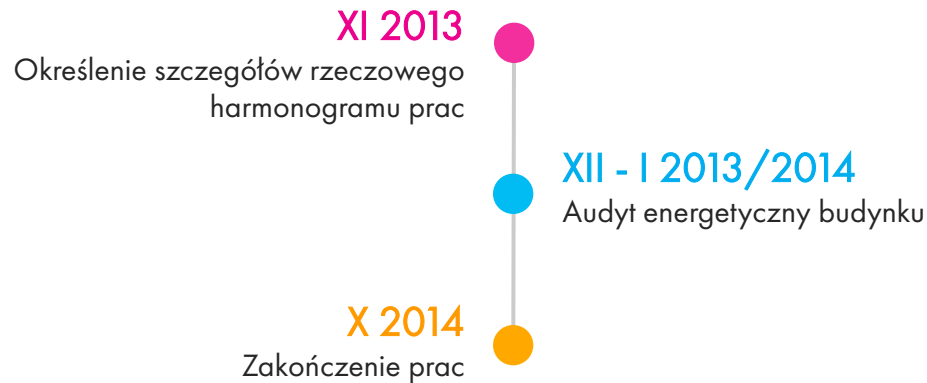 XI 2013
Określenie szczegółów rzeczowego
harmonogramu prac
XII - I 2013/2014
Audyt energetyczny budynku
X 2014
Zakończenie prac